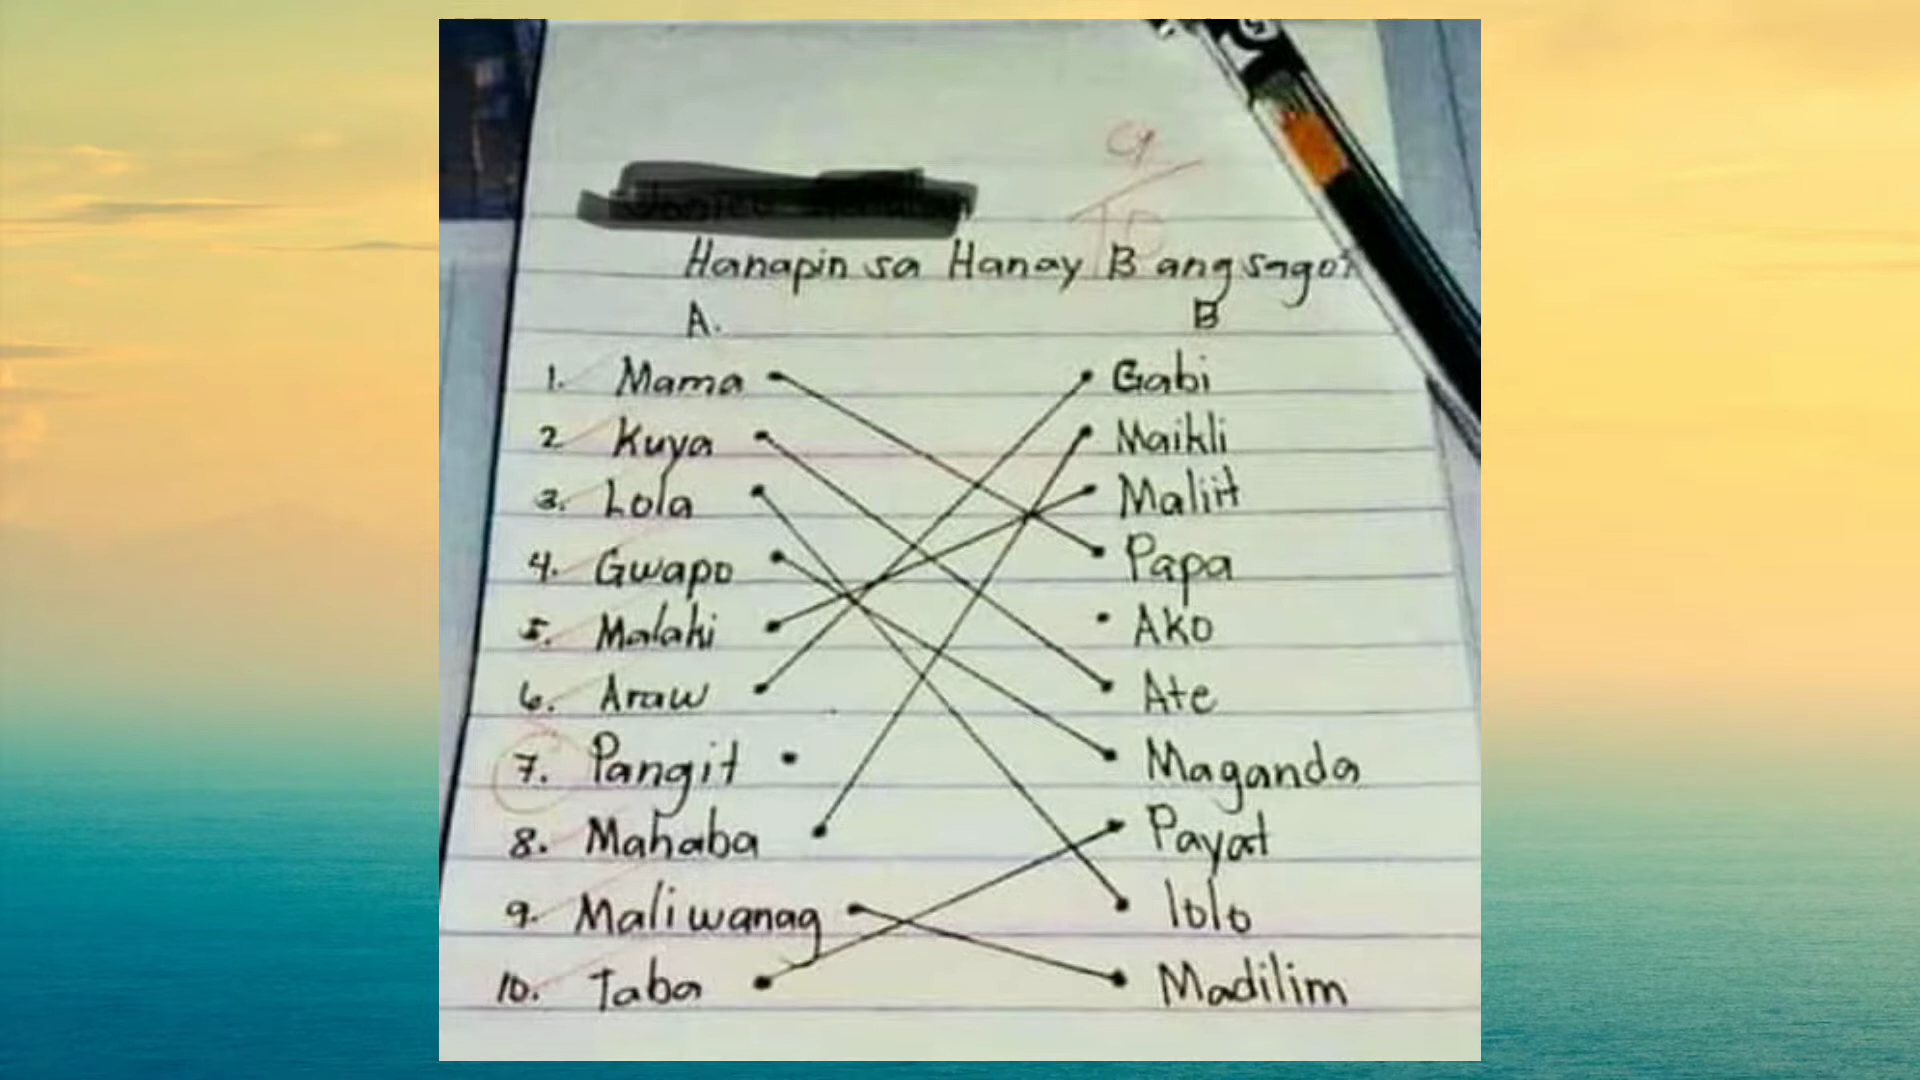 9/10
Hanapin sa Hanay B ang sagot
A. B
1. Mama Gabi
2 Kuya Maikli
3. Lola Maliit
4. Gwapo Papa
5. Malaki Ako
6. Araw Ate
7. Pangit Maganda
8. Mahaba Payat
9. Maliwanag lolo
10. Taba Madilim